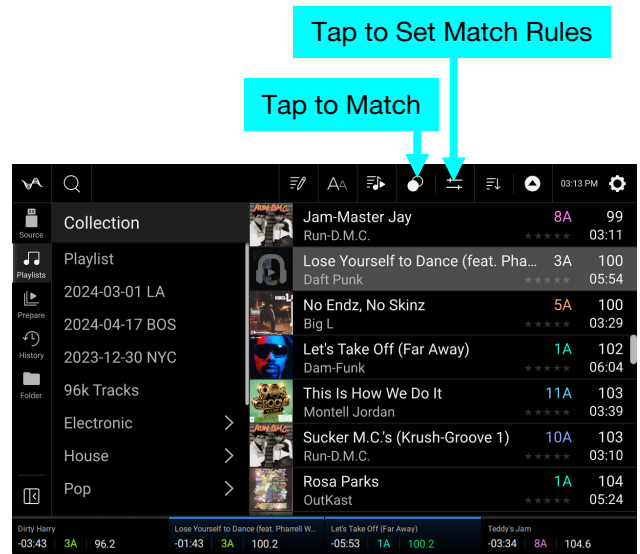 Tap to Set Match Rules
Tap to Match
03:13 PM
Source
Playlists
Prepare
History
Folder
Collection
Playlist
2024-03-01 LA
2024-04-17 BOS
2023-12-30 NYC
96k Tracks
Electronic
House
Pop
Jam-Master Jay 8A 99
Run-D.M.C. 03:11
Lose Yourself to Dance (feat. Pha... 3A 100
Daft Punk 05:54
No Endz, No Skinz 5A 100
Big L 03:29
Let's Take Off (Far Away) 1A 102
Dam-Funk 06:04
This Is How We Do It 11A 103
Montell Jordan 03:39
Sucker M.C.'s (Krush-Groove 1) 10A 103
Run-D.M.C. 03:10
Rosa Parks 1A 104
OutKast 05:24
Dirty Harry
-03:43 3A 96.2
Lose Yourself to Dance (feat. Pharrell W...
-01:43 3A 100.2
Let's Take Off (Far Away)
-05:53 1A 100.2
Teddy's Jam
-03:34 8A 104.6